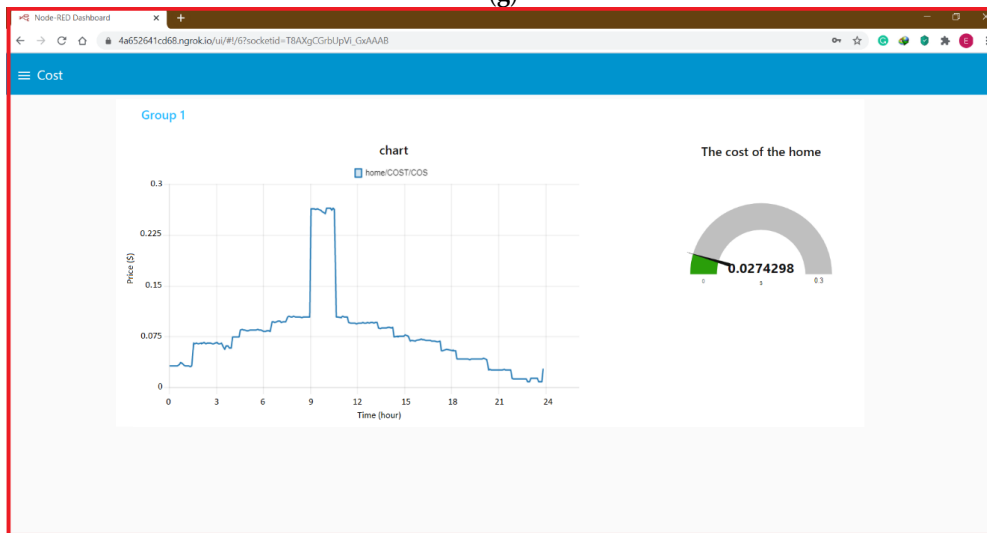 (g)
Node-RED Dashboard
4a652641cd68.ngrok.io/ui/#!/6?socketid=T8AXgCGrbUpVi_GxAAAB
Cost
Group 1
chart
home/COST/COS
0.3
0.225
0.15
0.075
0
Price ($)
0 3 6 9 12 15 18 21 24
Time (hour)
The cost of the home
0.0274298
0 $ 0.3
E